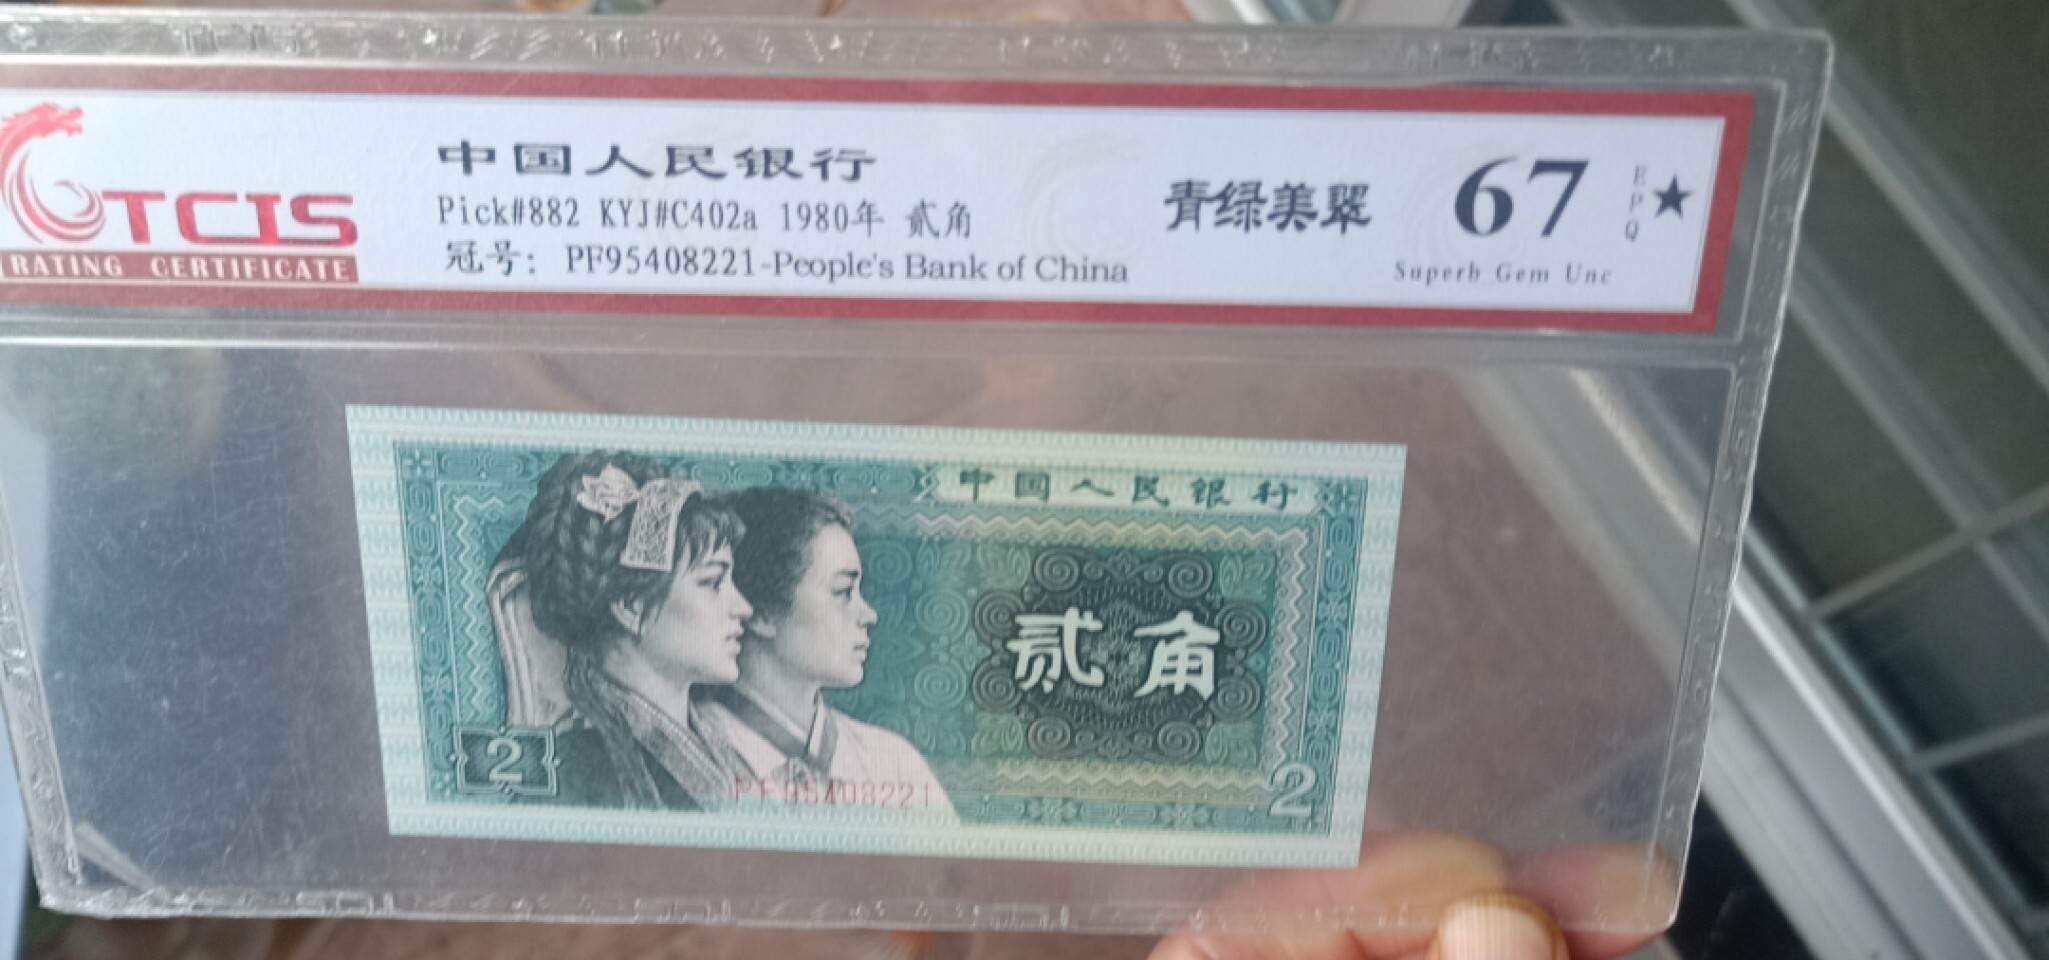 TCIS
RATING CERTIFICATE
中国人民银行
Pick#882 KYJ#C402a 1980年 贰角
冠号：PF95408221-People's Bank of China
青绿美翠
67
EPQ★
Superb Gem Unc
中国人民银行
贰角
2
PF95408221
2